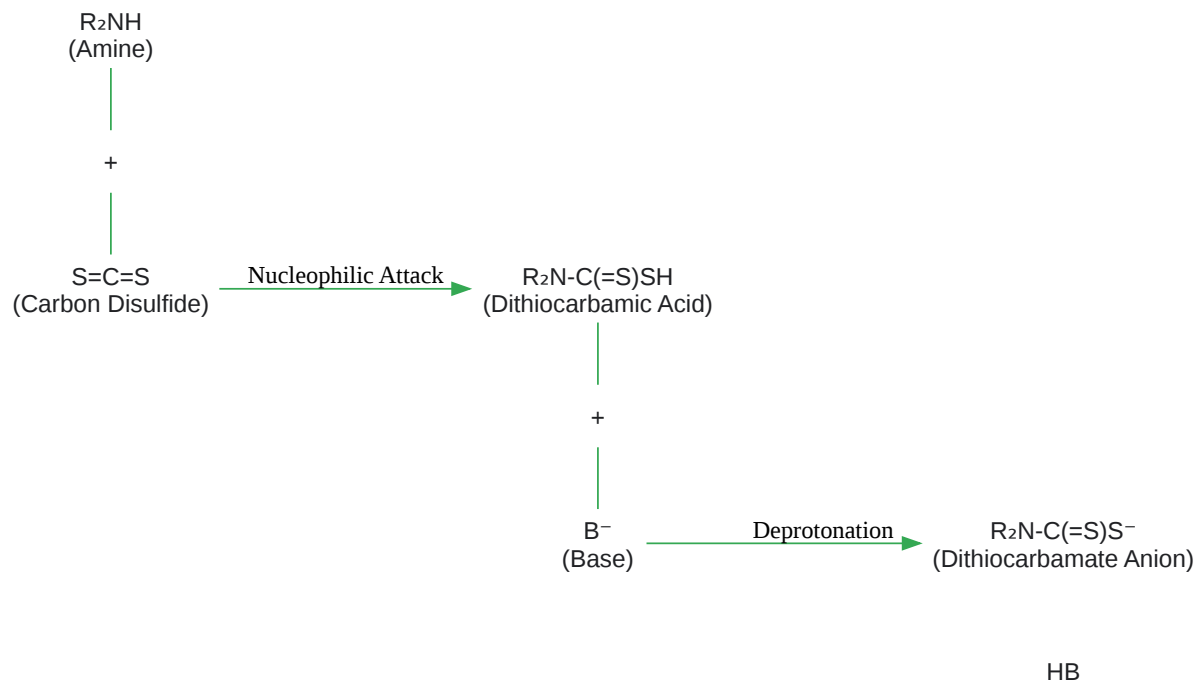 R₂NH
(Amine)
+
S=C=S
(Carbon Disulfide)
Nucleophilic Attack
R₂N-C(=S)SH
(Dithiocarbamic Acid)
+
B⁻
(Base)
Deprotonation
R₂N-C(=S)S⁻
(Dithiocarbamate Anion)
HB